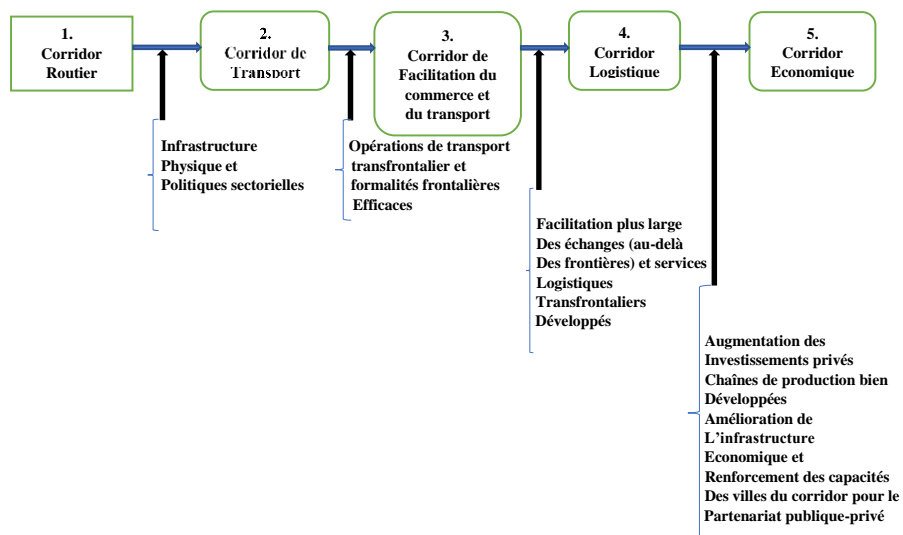 1.
Corridor
Routier
2.
Corridor de
Transport
3.
Corridor de
Facilitation du
commerce et
du transport
4.
Corridor
Logistique
5.
Corridor
Economique
Infrastructure
Physique et
Politiques sectorielles
Opérations de transport
transfrontalier et
formalités frontalières
Efficaces
Facilitation plus large
Des échanges (au-delà
Des frontières) et services
Logistiques
Transfrontaliers
Développés
Augmentation des
Investissements privés
Chaînes de production bien
Développées
Amélioration de
L’infrastructure
Economique et
Renforcement des capacités
Des villes du corridor pour le
Partenariat publique-privé